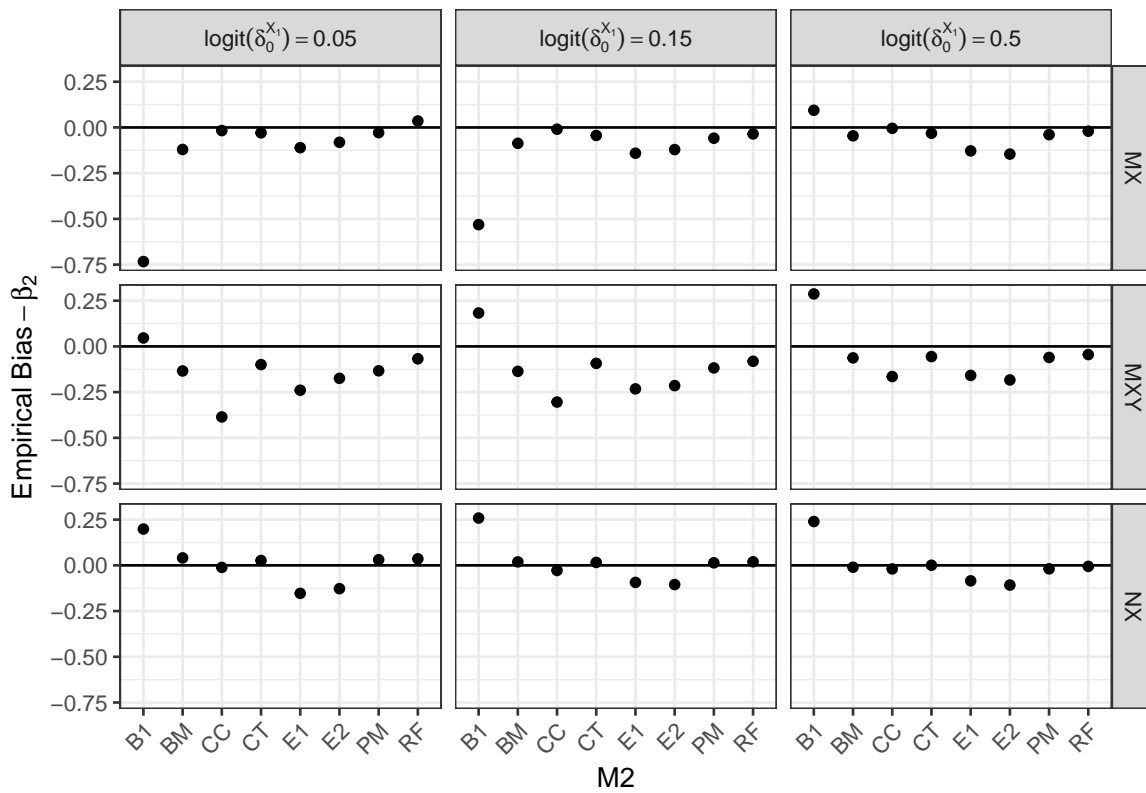 logit(δ₀^X₁) = 0.05
logit(δ₀^X₁) = 0.15
logit(δ₀^X₁) = 0.5
Empirical Bias − β₂
0.25
0.00
−0.25
−0.50
−0.75
MX
0.25
0.00
−0.25
−0.50
−0.75
MXY
0.25
0.00
−0.25
−0.50
−0.75
NX
B1 BM CC CT E1 E2 PM RF
B1 BM CC CT E1 E2 PM RF
B1 BM CC CT E1 E2 PM RF
M2